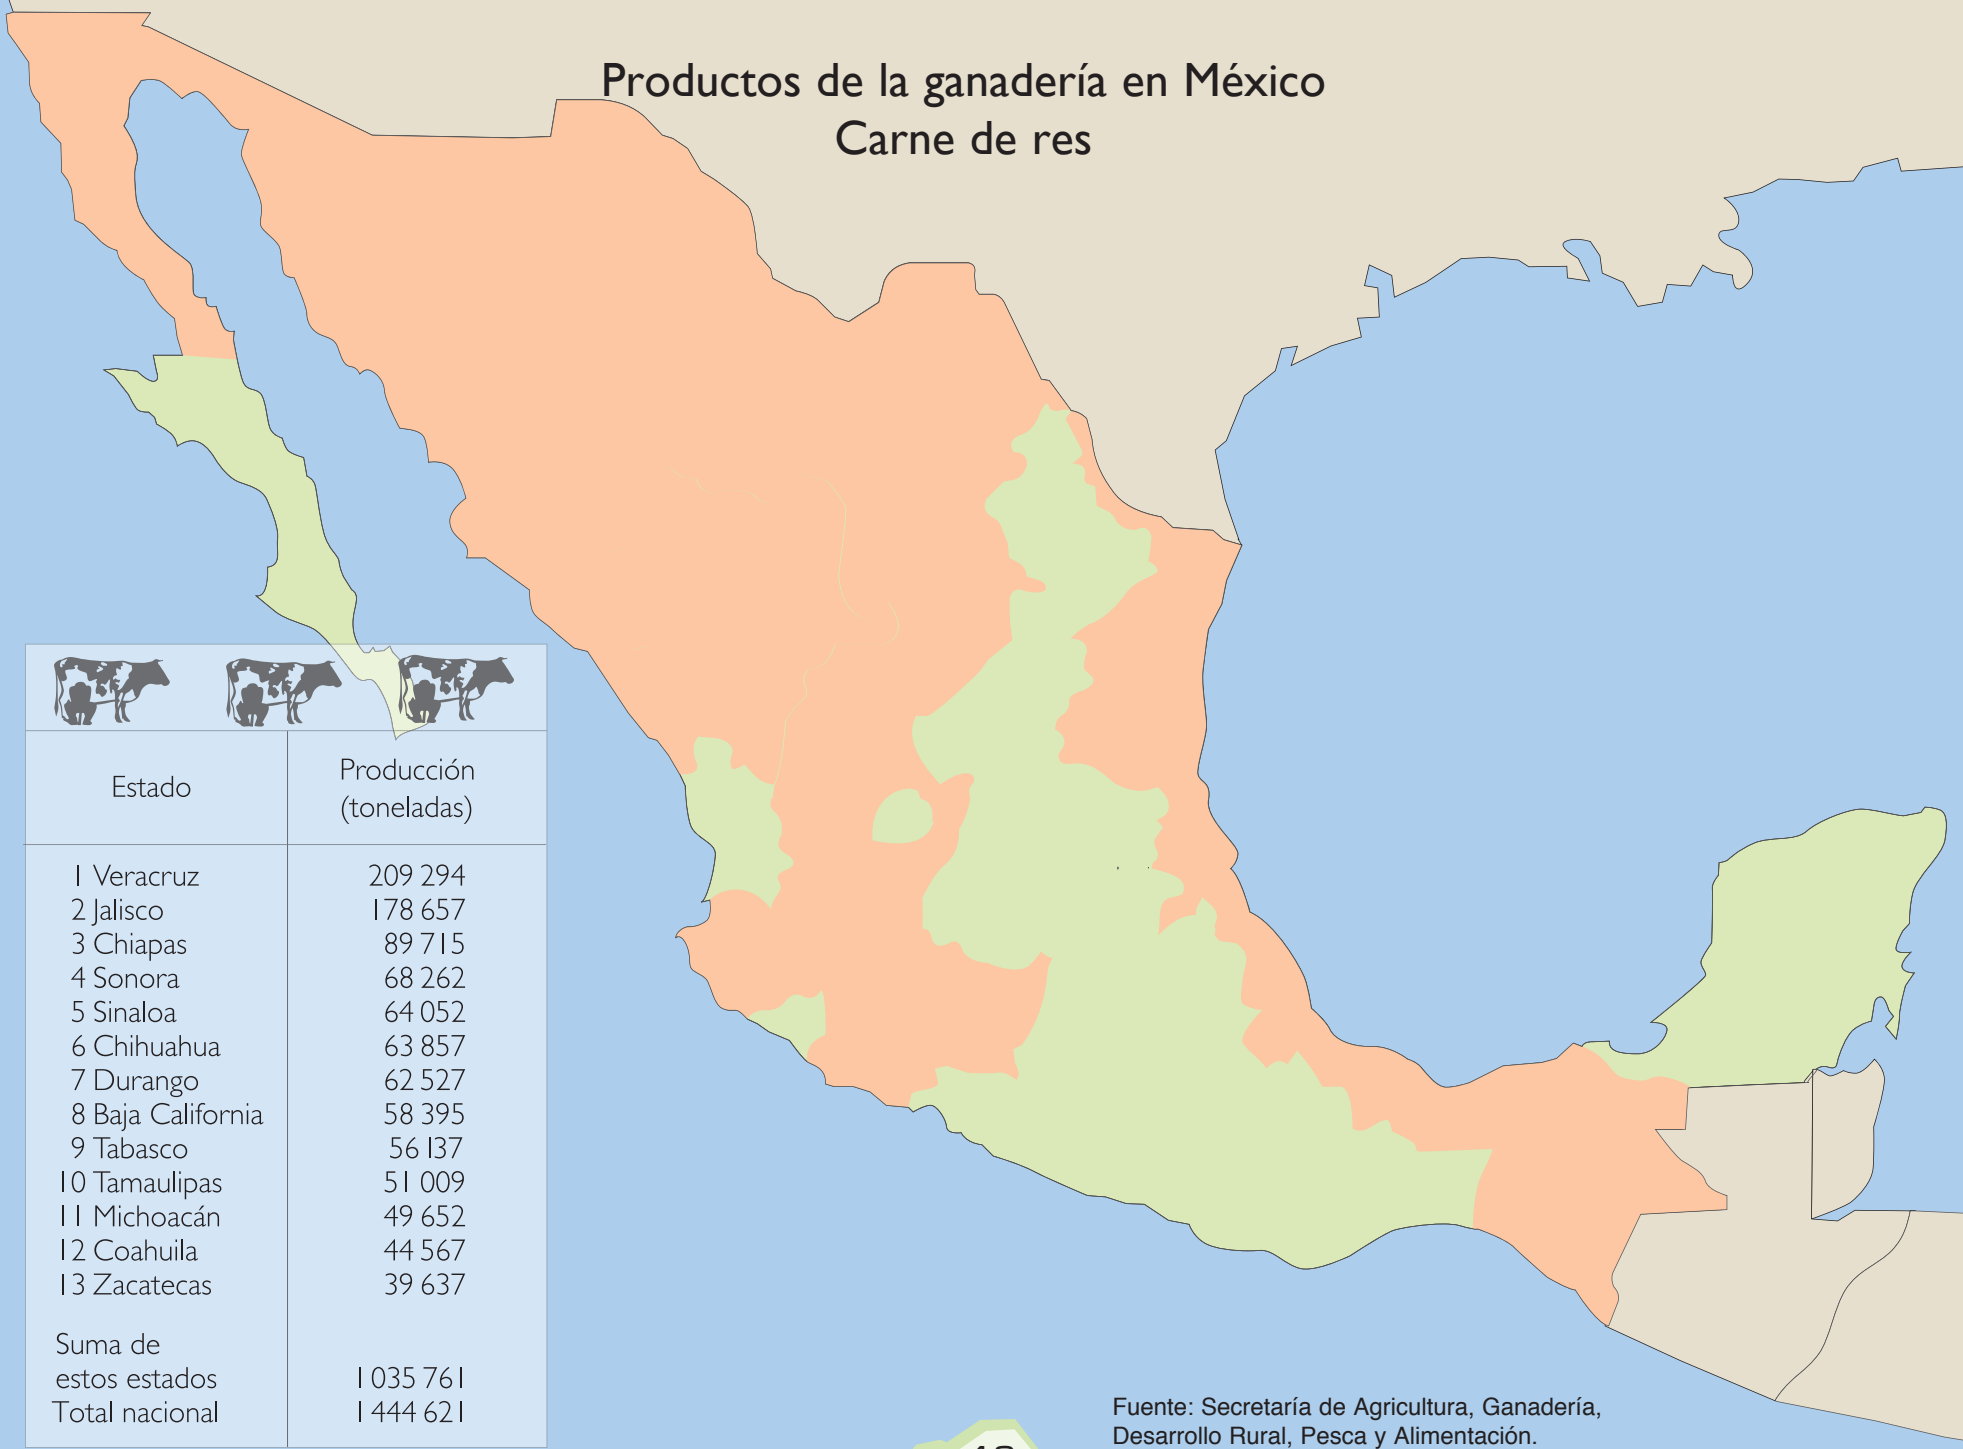 Productos de la ganadería en México
Carne de res
Estado Producción (toneladas)
1 Veracruz 209 294
2 Jalisco 178 657
3 Chiapas 89 715
4 Sonora 68 262
5 Sinaloa 64 052
6 Chihuahua 63 857
7 Durango 62 527
8 Baja California 58 395
9 Tabasco 56 137
10 Tamaulipas 51 009
11 Michoacán 49 652
12 Coahuila 44 567
13 Zacatecas 39 637
Suma de
estos estados 1 035 761
Total nacional 1 444 621
Fuente: Secretaría de Agricultura, Ganadería,
Desarrollo Rural, Pesca y Alimentación.